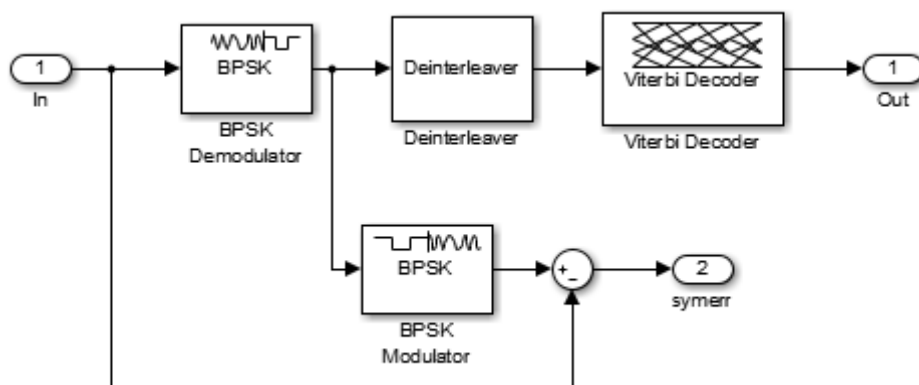 1
In
BPSK
BPSK
Demodulator
Deinterleaver
Deinterleaver
Viterbi Decoder
Viterbi Decoder
1
Out
BPSK
BPSK
Modulator
+
−
2
symerr